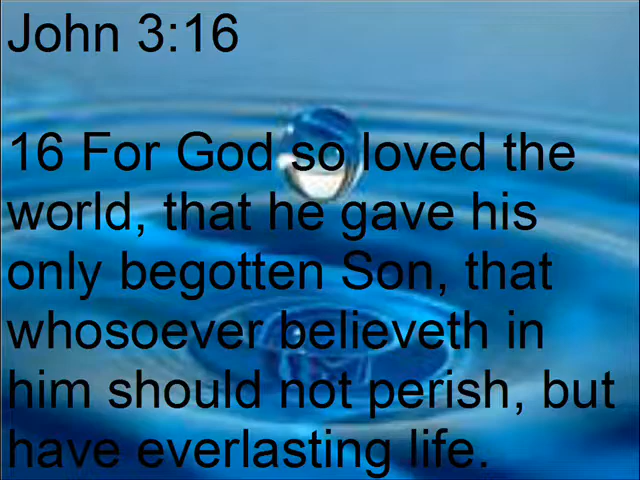 John 3:16
16 For God so loved the
world, that he gave his
only begotten Son, that
whosoever believeth in
him should not perish, but
have everlasting life.